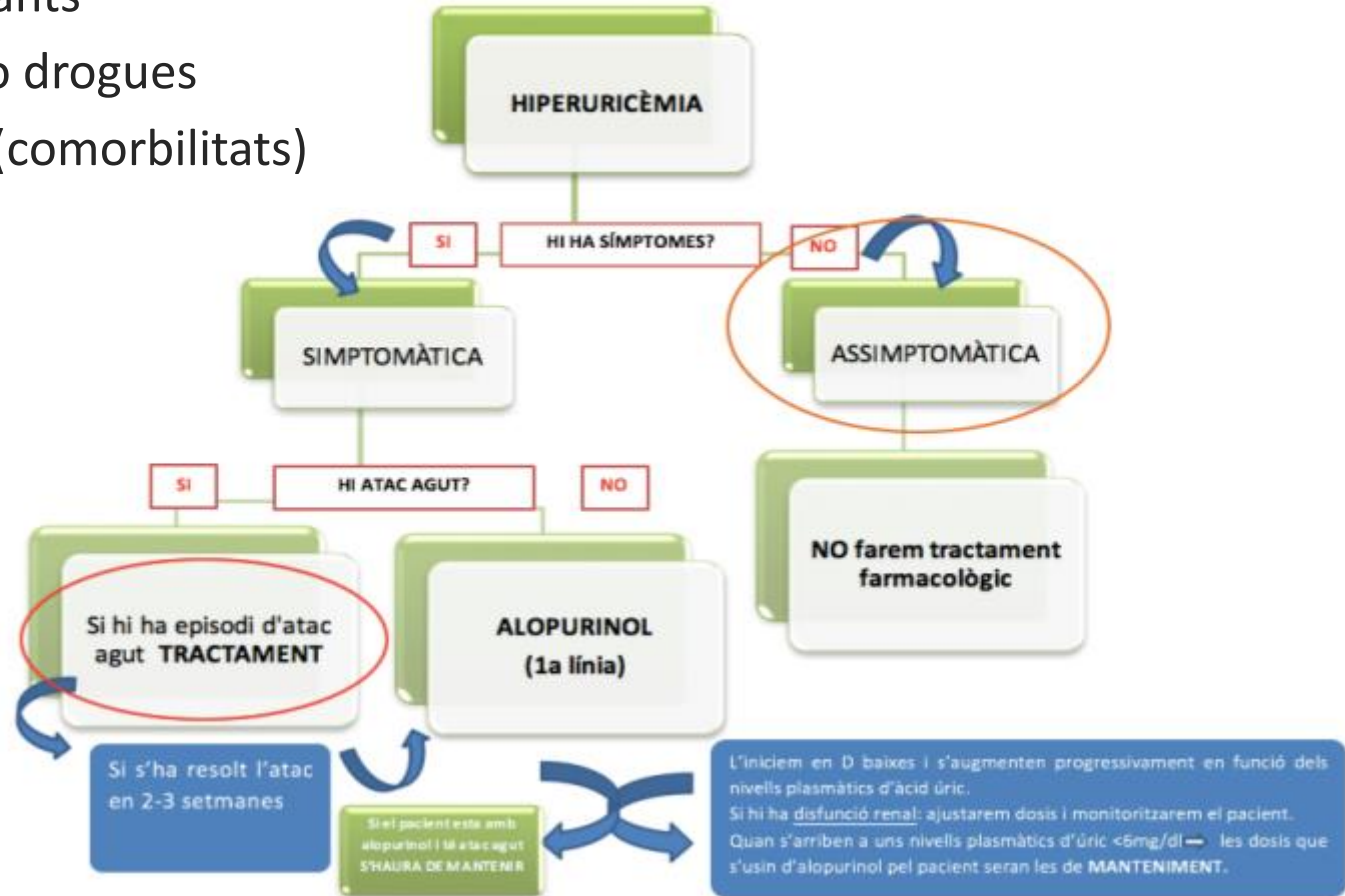 ants
drogues
(comorbilitats)
HIPERURICÈMIA
SI
HI HA SÍMPTOMES?
NO
SIMPTOMÀTICA
ASSIMPTOMÀTICA
SI
HI ATAC AGUT?
NO
Si hi ha episodi d'atac
agut TRACTAMENT
ALOPURINOL
(1a línia)
NO farem tractament
farmacològic
Si s'ha resolt l'atac
en 2-3 setmanes
Si el pacient esta amb
alopurinol i té atac agut
S'HAURA DE MANTENIR
L'iniciem en D baixes i s'augmenten progressivament en funció dels
nivells plasmàtics d'àcid úric.
Si hi ha disfunció renal: ajustarem dosis i monitoritzarem el pacient.
Quan s'arriben a uns nivells plasmàtics d'úric <6mg/dl les dosis que
s'usin d'alopurinol pel pacient seran les de MANTENIMENT.